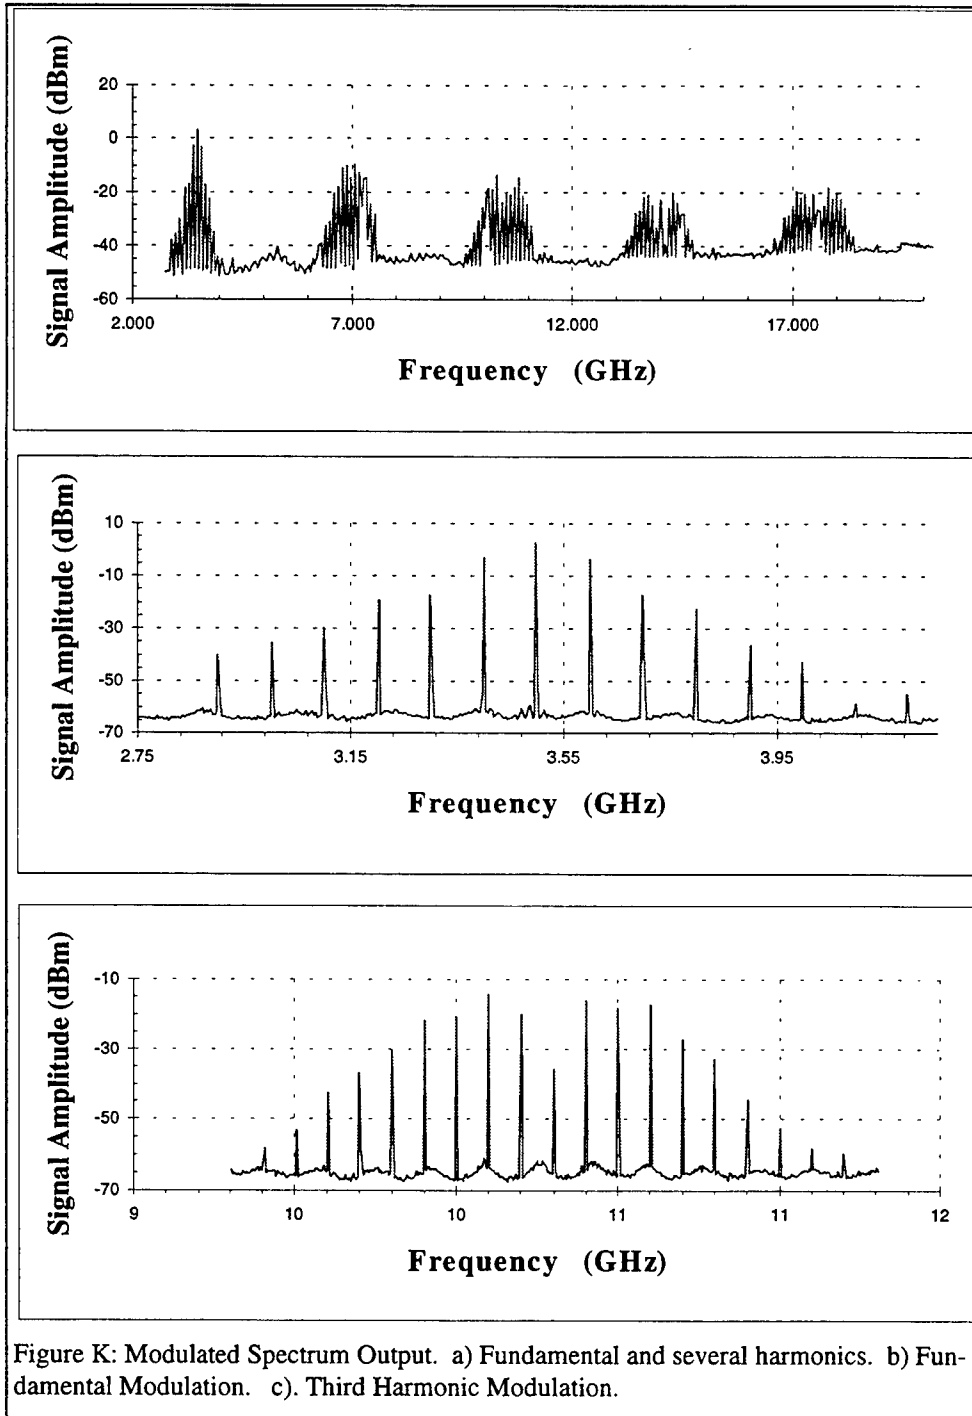 Signal Amplitude (dBm)
20
0
-20
-40
-60
2.000 7.000 12.000 17.000
Frequency (GHz)
Signal Amplitude (dBm)
10
-10
-30
-50
-70
2.75 3.15 3.55 3.95
Frequency (GHz)
Signal Amplitude (dBm)
-10
-30
-50
-70
9 10 10 11 11 12
Frequency (GHz)
Figure K: Modulated Spectrum Output. a) Fundamental and several harmonics. b) Fun-
damental Modulation. c). Third Harmonic Modulation.